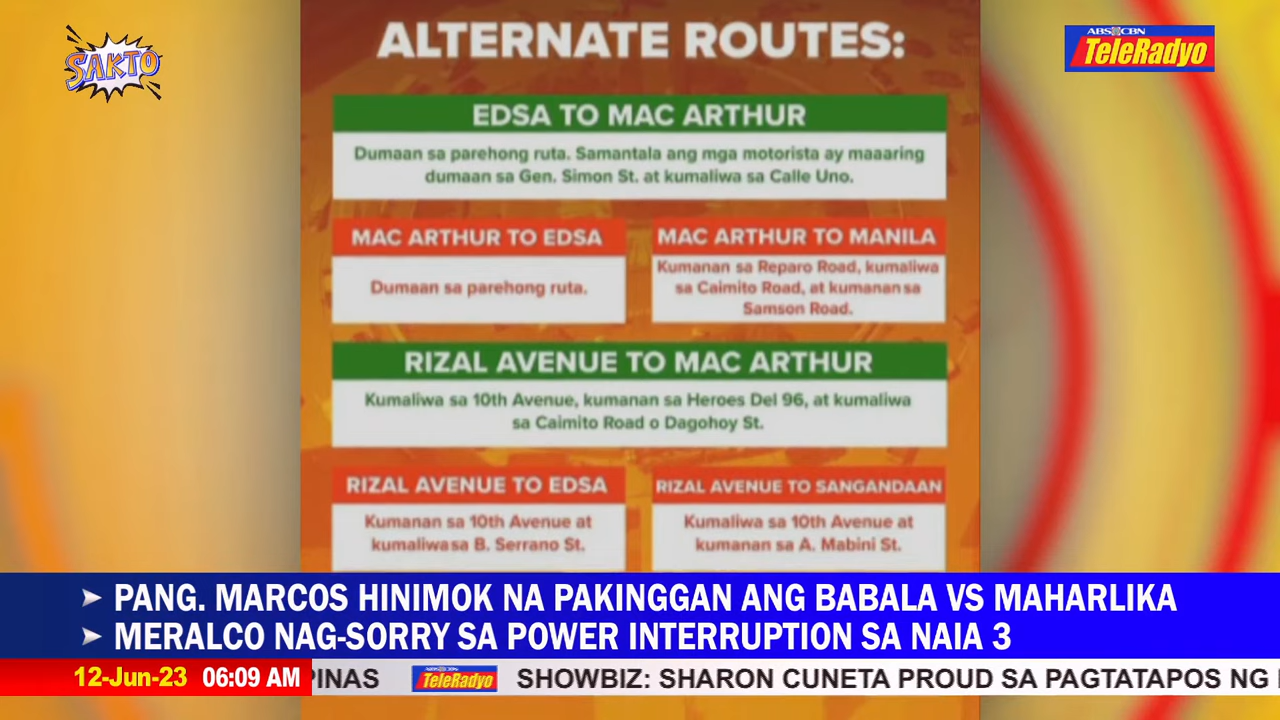 SAKTO
ABS-CBN
TeleRadyo
ALTERNATE ROUTES:
EDSA TO MAC ARTHUR
Dumaan sa parehong ruta. Samantala ang mga motorista ay maaaring
dumaan sa Gen. Simon St. at kumaliwa sa Calle Uno.
MAC ARTHUR TO EDSA
Dumaan sa parehong ruta.
MAC ARTHUR TO MANILA
Kumanan sa Reparo Road, kumaliwa
sa Caimito Road, at kumanan sa
Samson Road.
RIZAL AVENUE TO MAC ARTHUR
Kumaliwa sa 10th Avenue, kumanan sa Heroes Del 96, at kumaliwa
sa Caimito Road o Dagohoy St.
RIZAL AVENUE TO EDSA
Kumanan sa 10th Avenue at
kumaliwa sa B. Serrano St.
RIZAL AVENUE TO SANGANDAAN
Kumaliwa sa 10th Avenue at
kumanan sa A. Mabini St.
➢ PANG. MARCOS HINIMOK NA PAKINGGAN ANG BABALA VS MAHARLIKA
➢ MERALCO NAG-SORRY SA POWER INTERRUPTION SA NAIA 3
12-Jun-23 06:09 AM PINAS ABS-CBN TeleRadyo SHOWBIZ: SHARON CUNETA PROUD SA PAGTATAPOS NG